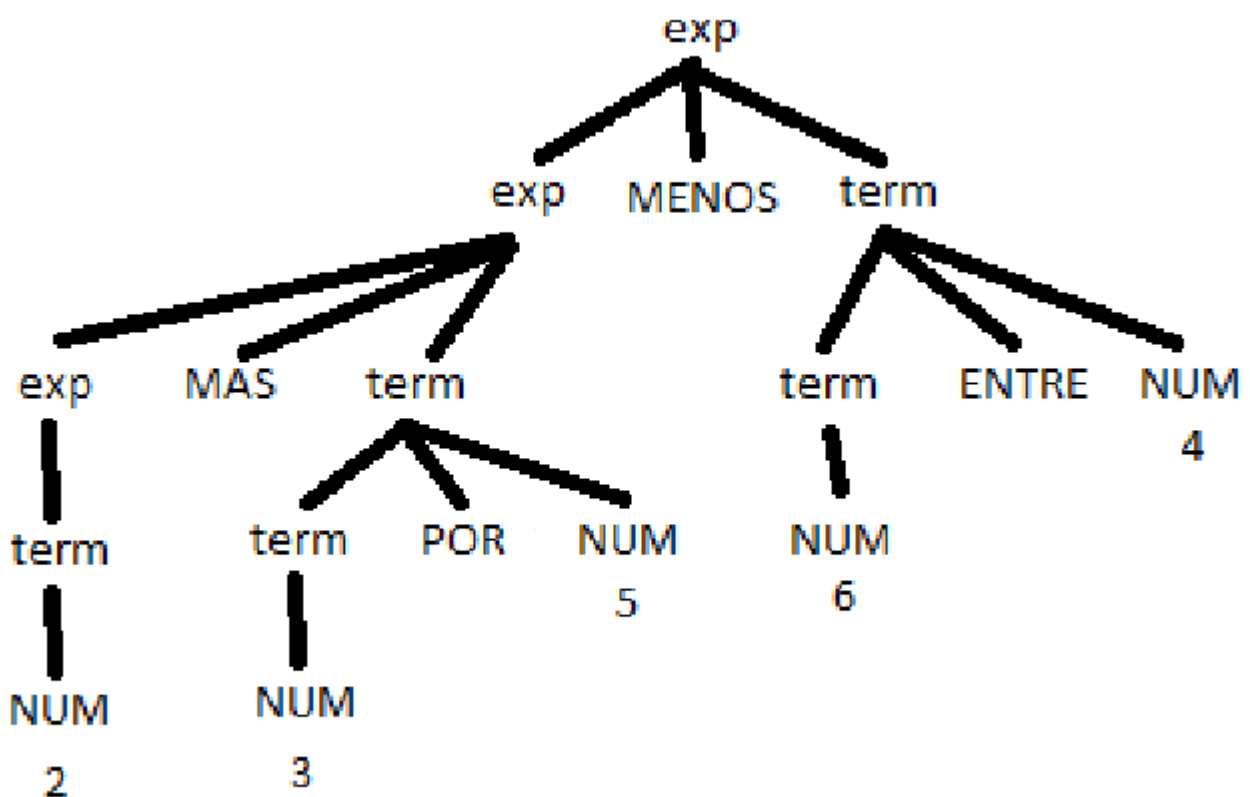 exp
exp MENOS term
exp MAS term term ENTRE NUM
4
term term POR NUM NUM
5 6
NUM NUM
2 3